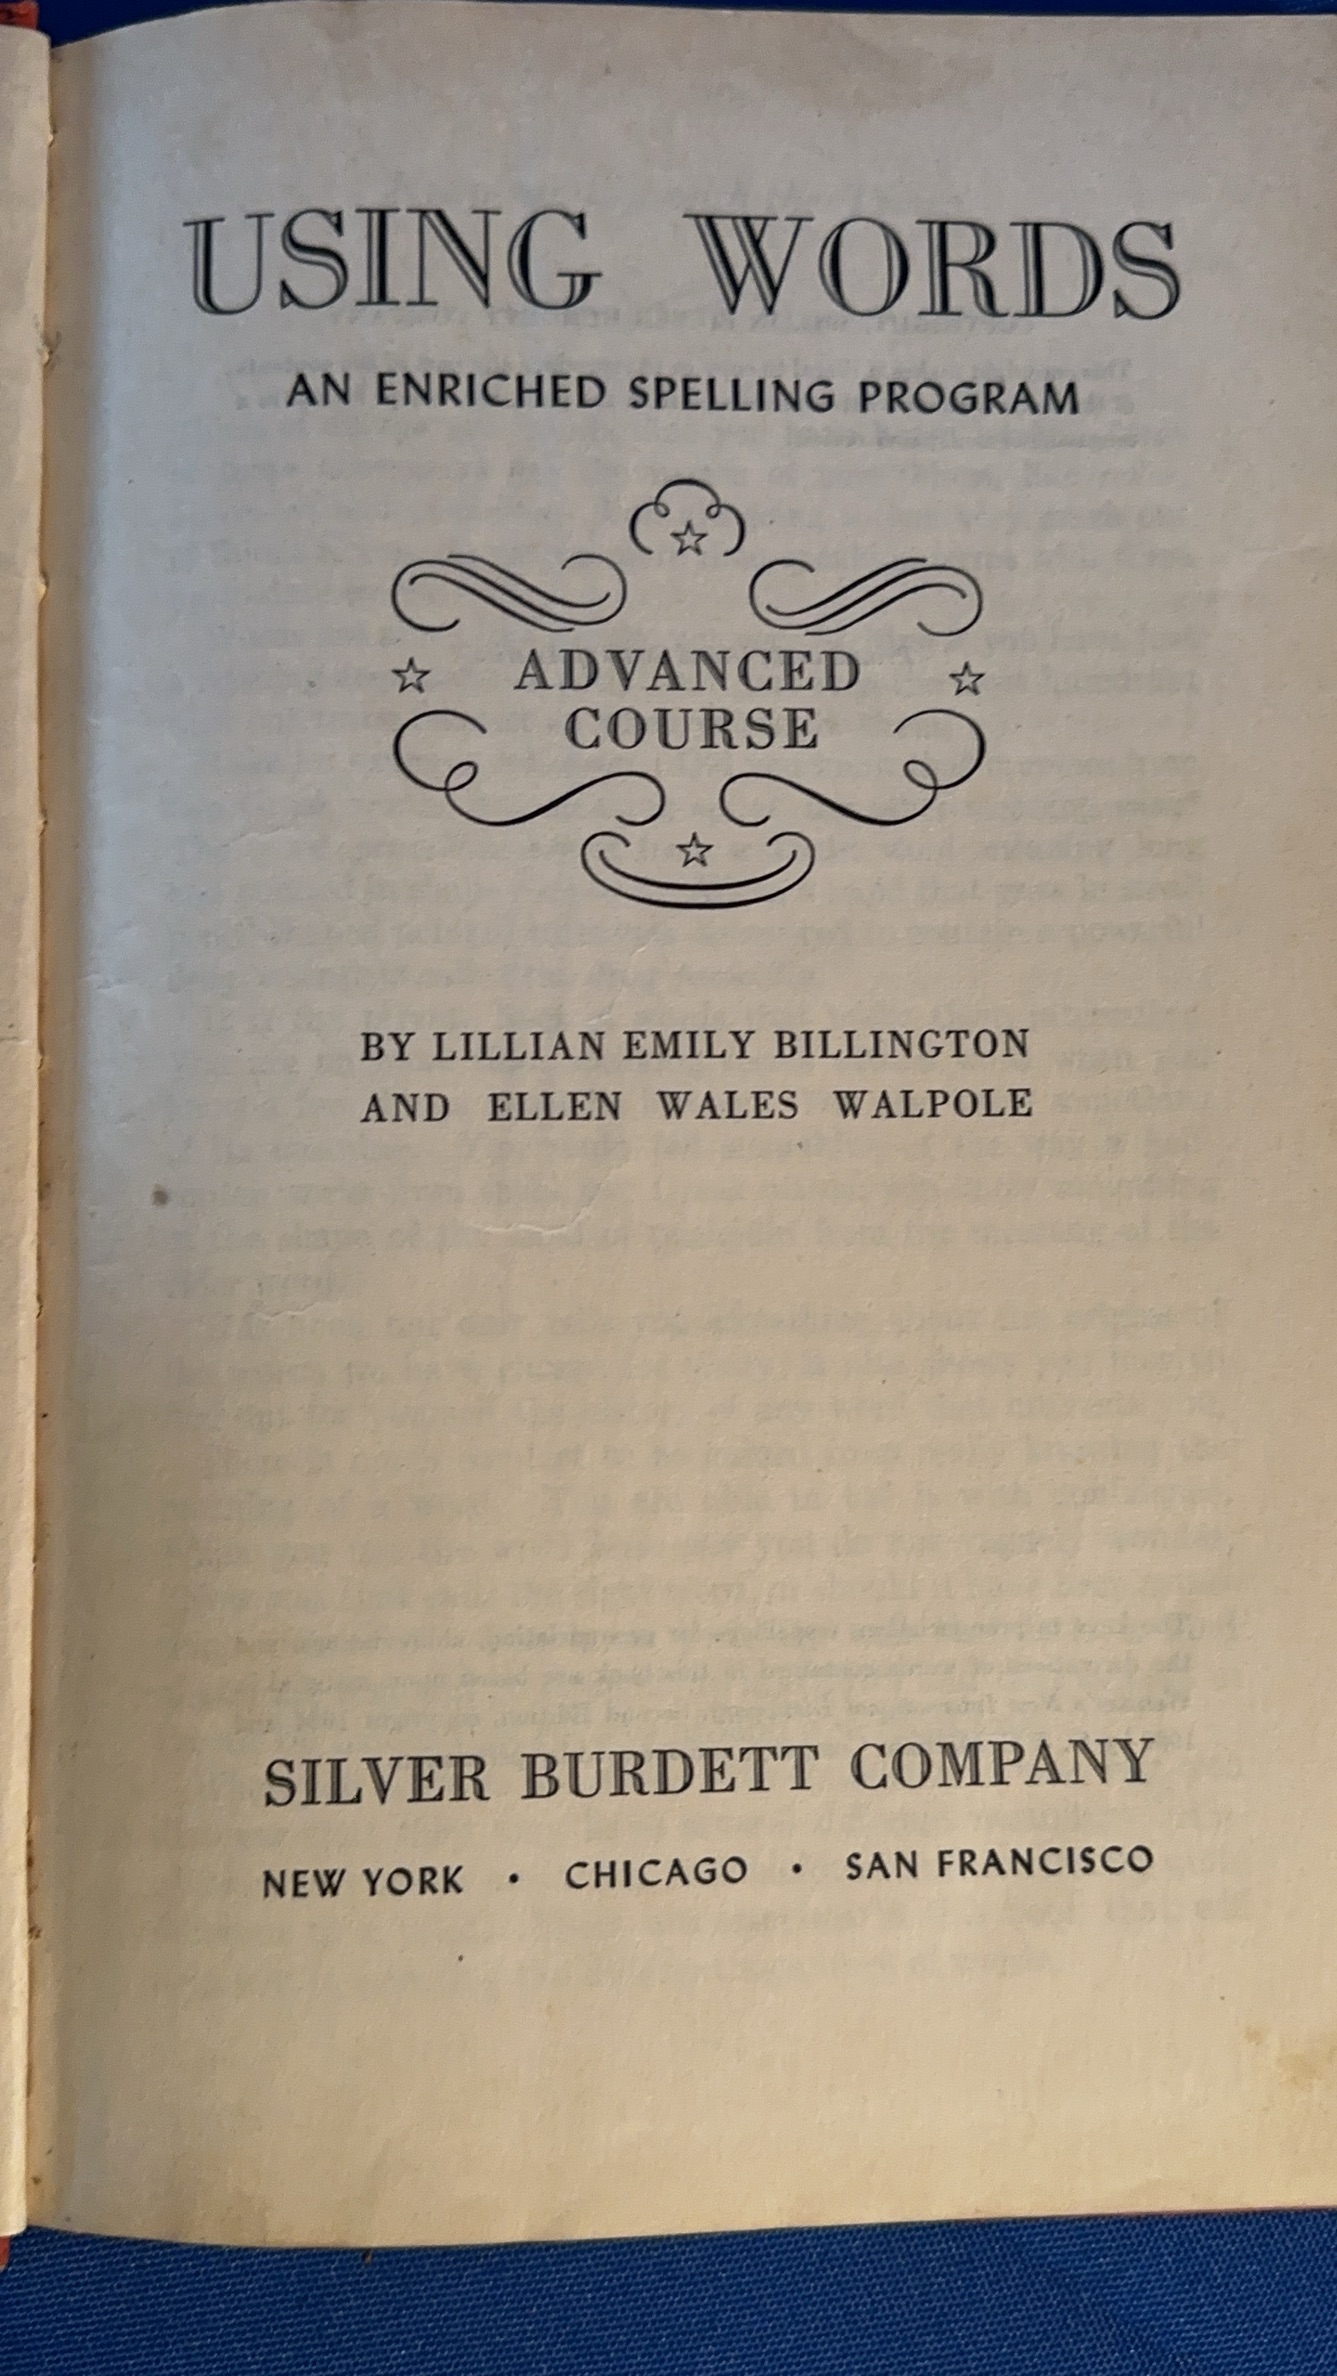 USING WORDS
AN ENRICHED SPELLING PROGRAM
ADVANCED
COURSE
BY LILLIAN EMILY BILLINGTON
AND ELLEN WALES WALPOLE
SILVER BURDETT COMPANY
NEW YORK • CHICAGO • SAN FRANCISCO